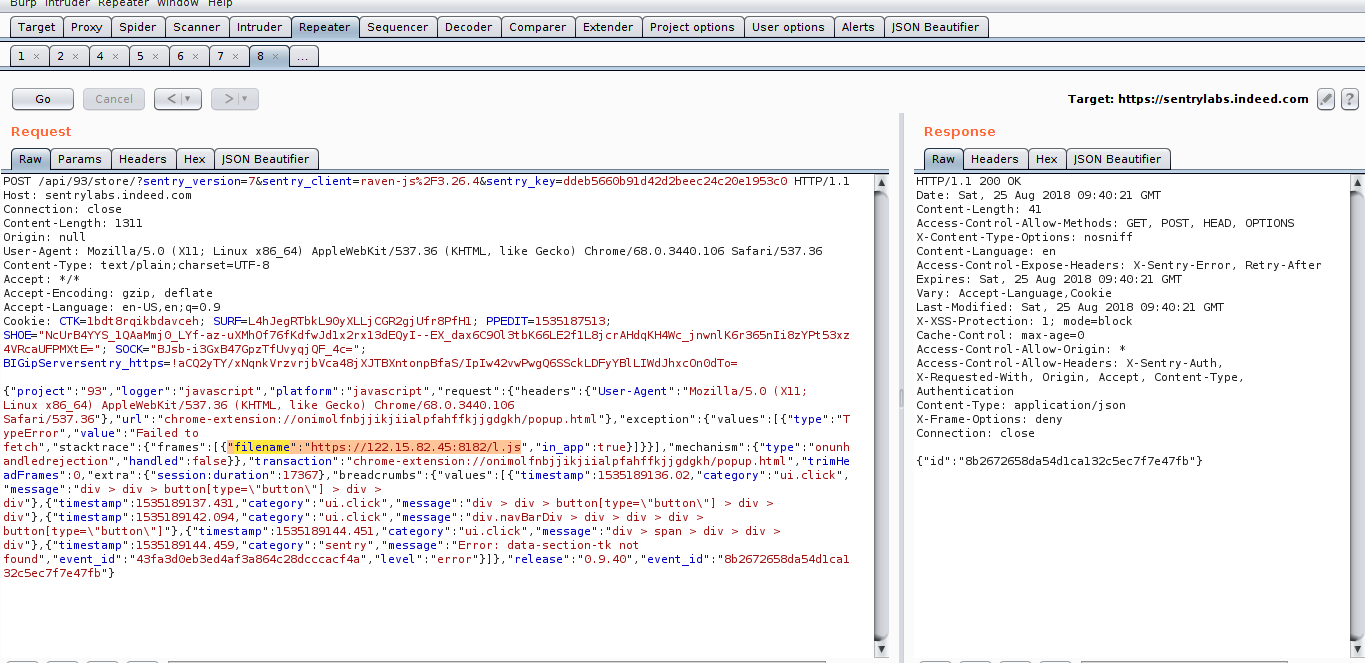 Burp Intruder Repeater Window Help
Target Proxy Spider Scanner Intruder Repeater Sequencer Decoder Comparer Extender Project options User options Alerts JSON Beautifier
1 × 2 × 4 × 5 × 6 × 7 × 8 × ...
Go Cancel < > Target: https://sentrylabs.indeed.com ?
Request
Raw Params Headers Hex JSON Beautifier
POST /api/93/store/?sentry_version=7&sentry_client=raven-js%2F3.26.4&sentry_key=ddeb5660b91d42d2beec24c20e1953c0 HTTP/1.1
Host: sentrylabs.indeed.com
Connection: close
Content-Length: 1311
Origin: null
User-Agent: Mozilla/5.0 (X11; Linux x86_64) AppleWebKit/537.36 (KHTML, like Gecko) Chrome/68.0.3440.106 Safari/537.36
Content-Type: text/plain;charset=UTF-8
Accept: */*
Accept-Encoding: gzip, deflate
Accept-Language: en-US,en;q=0.9
Cookie: CTK=1bdt8rqikbdavceh; SURF=L4hJegRTbkL90yXLLjCGR2gjUfr8PfH1; PPEDIT=1535187513;
SHOE="NcUrB4YYS_1QAaMmj0_LYf-az-uXMhOf76fKdfwJd1x2rx13dEQyI--EX_dax6C9Ol3tbK66LE2f1L8jcrAHdqKH4Wc_jnwnlK6r365nIi8zYPt53xz
4VRcaUFPMXtE="; SOCK="BJsb-i3GxB47GpzTfUvyqjQF_4c=";
BIGipServersentry_https=!aCQ2yTY/xNqnkVrzvrjbVca48jXJTBXntonpBfaS/IpIw42vwPwgQ6SSckLDFyYBlLIWdJhxcOn0dTo=
{"project":"93","logger":"javascript","platform":"javascript","request":{"headers":{"User-Agent":"Mozilla/5.0 (X11;
Linux x86_64) AppleWebKit/537.36 (KHTML, like Gecko) Chrome/68.0.3440.106
Safari/537.36"},"url":"chrome-extension://onimolfnbjjikjiialpfahffkjjgdgkh/popup.html"},"exception":{"values":[{"type":"T
ypeError","value":"Failed to
fetch","stacktrace":{"frames":[{"filename":"https://122.15.82.45:8182/l.js","in_app":true}]}}],"mechanism":{"type":"onunh
andledrejection","handled":false}},"transaction":"chrome-extension://onimolfnbjjikjiialpfahffkjjgdgkh/popup.html","trimHe
adFrames":0,"extra":{"session:duration":17367},"breadcrumbs":{"values":[{"timestamp":1535189136.02,"category":"ui.click",
"message":"div > div > button[type=\"button\"] > div >
div"},{"timestamp":1535189137.431,"category":"ui.click","message":"div > div > button[type=\"button\"] > div >
div"},{"timestamp":1535189142.094,"category":"ui.click","message":"div.navBarDiv > div > div > div >
button[type=\"button\"]"},{"timestamp":1535189144.451,"category":"ui.click","message":"div > span > div > div >
div"},{"timestamp":1535189144.459,"category":"sentry","message":"Error: data-section-tk not
found","event_id":"43fa3d0eb3ed4af3a864c28dcccacf4a","level":"error"}]},"release":"0.9.40","event_id":"8b2672658da54d1ca1
32c5ec7f7e47fb"}
Response
Raw Headers Hex JSON Beautifier
HTTP/1.1 200 OK
Date: Sat, 25 Aug 2018 09:40:21 GMT
Content-Length: 41
Access-Control-Allow-Methods: GET, POST, HEAD, OPTIONS
X-Content-Type-Options: nosniff
Content-Language: en
Access-Control-Expose-Headers: X-Sentry-Error, Retry-After
Expires: Sat, 25 Aug 2018 09:40:21 GMT
Vary: Accept-Language,Cookie
Last-Modified: Sat, 25 Aug 2018 09:40:21 GMT
X-XSS-Protection: 1; mode=block
Cache-Control: max-age=0
Access-Control-Allow-Origin: *
Access-Control-Allow-Headers: X-Sentry-Auth,
X-Requested-With, Origin, Accept, Content-Type,
Authentication
Content-Type: application/json
X-Frame-Options: deny
Connection: close
{"id":"8b2672658da54d1ca132c5ec7f7e47fb"}